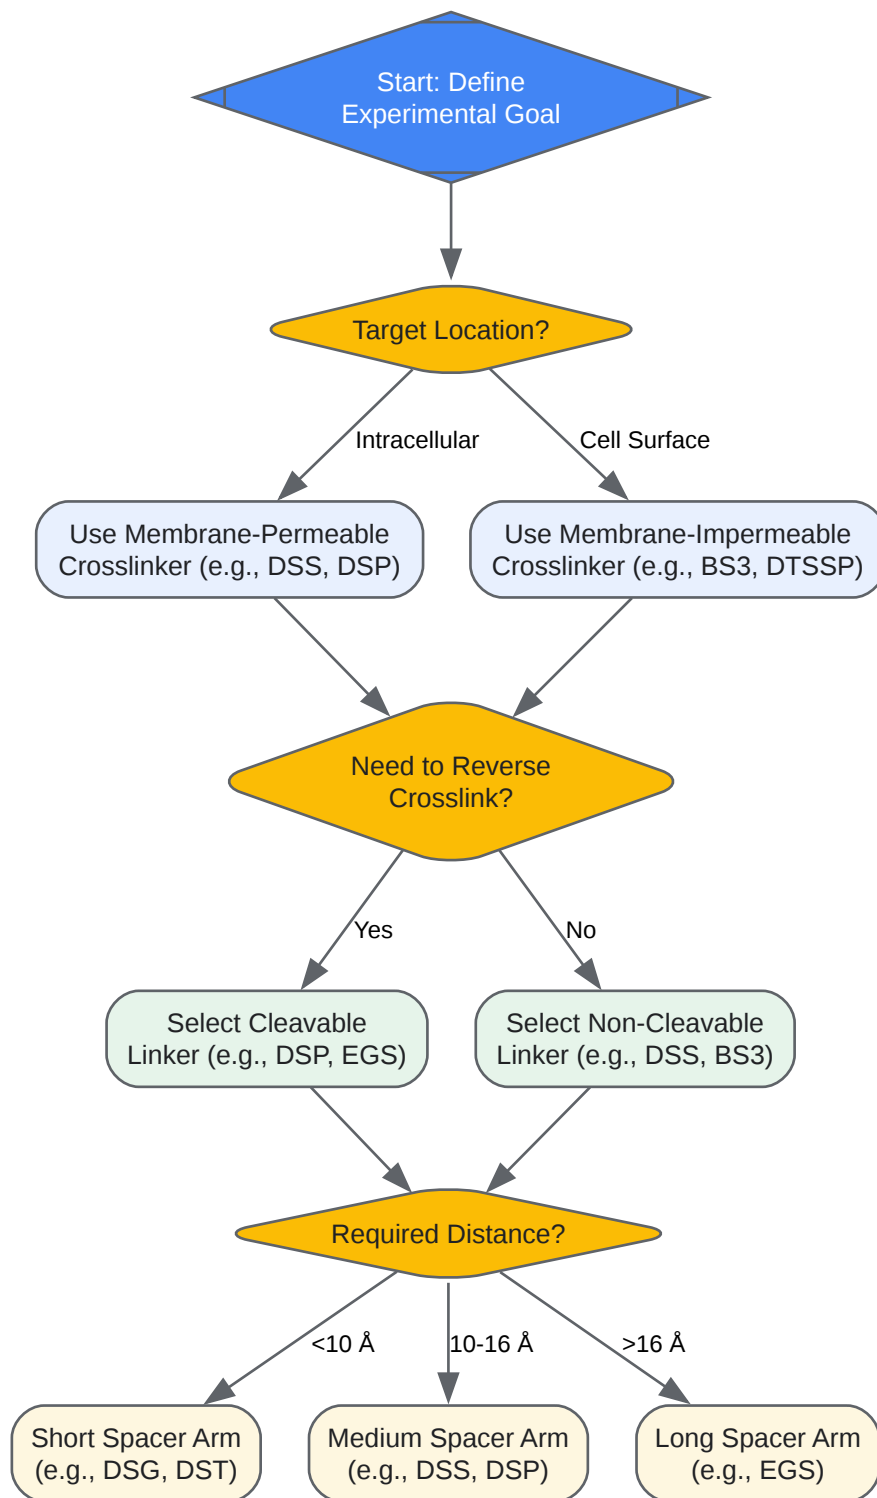 Start: Define
Experimental Goal
Target Location?
Intracellular
Cell Surface
Use Membrane-Permeable
Crosslinker (e.g., DSS, DSP)
Use Membrane-Impermeable
Crosslinker (e.g., BS3, DTSSP)
Need to Reverse
Crosslink?
Yes
No
Select Cleavable
Linker (e.g., DSP, EGS)
Select Non-Cleavable
Linker (e.g., DSS, BS3)
Required Distance?
<10 Å
10-16 Å
>16 Å
Short Spacer Arm
(e.g., DSG, DST)
Medium Spacer Arm
(e.g., DSS, DSP)
Long Spacer Arm
(e.g., EGS)